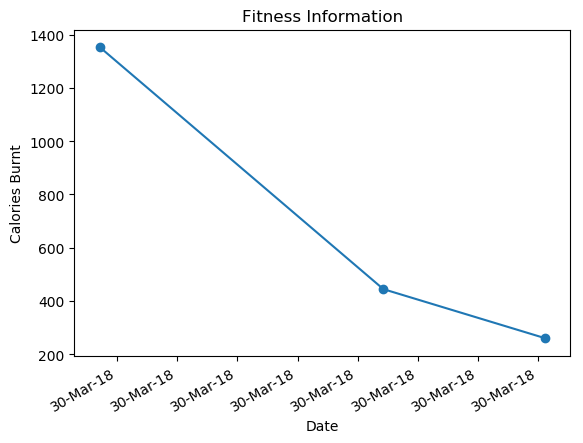 Fitness Information
1400
1200
1000
800
600
400
200
Calories Burnt
30-Mar-18 30-Mar-18 30-Mar-18 30-Mar-18 30-Mar-18 30-Mar-18 30-Mar-18 30-Mar-18
Date